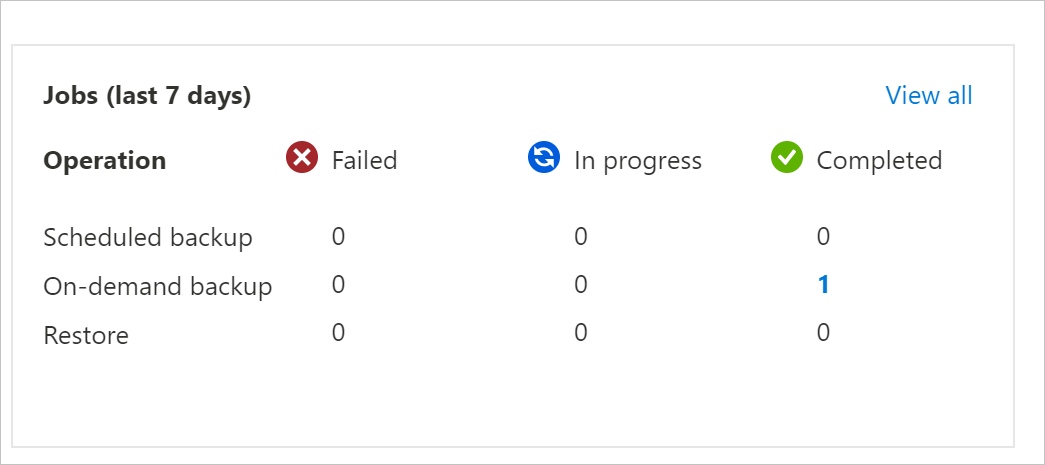 Jobs (last 7 days) View all
Operation Failed In progress Completed
Scheduled backup 0 0 0
On-demand backup 0 0 1
Restore 0 0 0